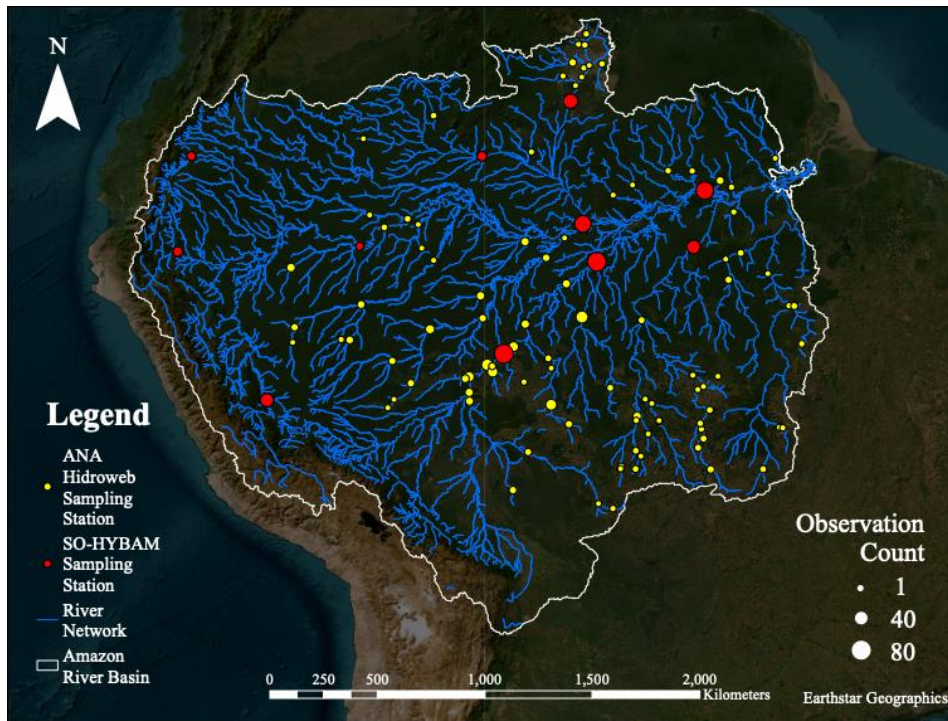 N
Legend
ANA
Hidroweb
Sampling
Station
SO-HYBAM
Sampling
Station
River
Network
Amazon
River Basin
Observation
Count
1
40
80
0 250 500 1,000 1,500 2,000
Kilometers
Earthstar Geographics